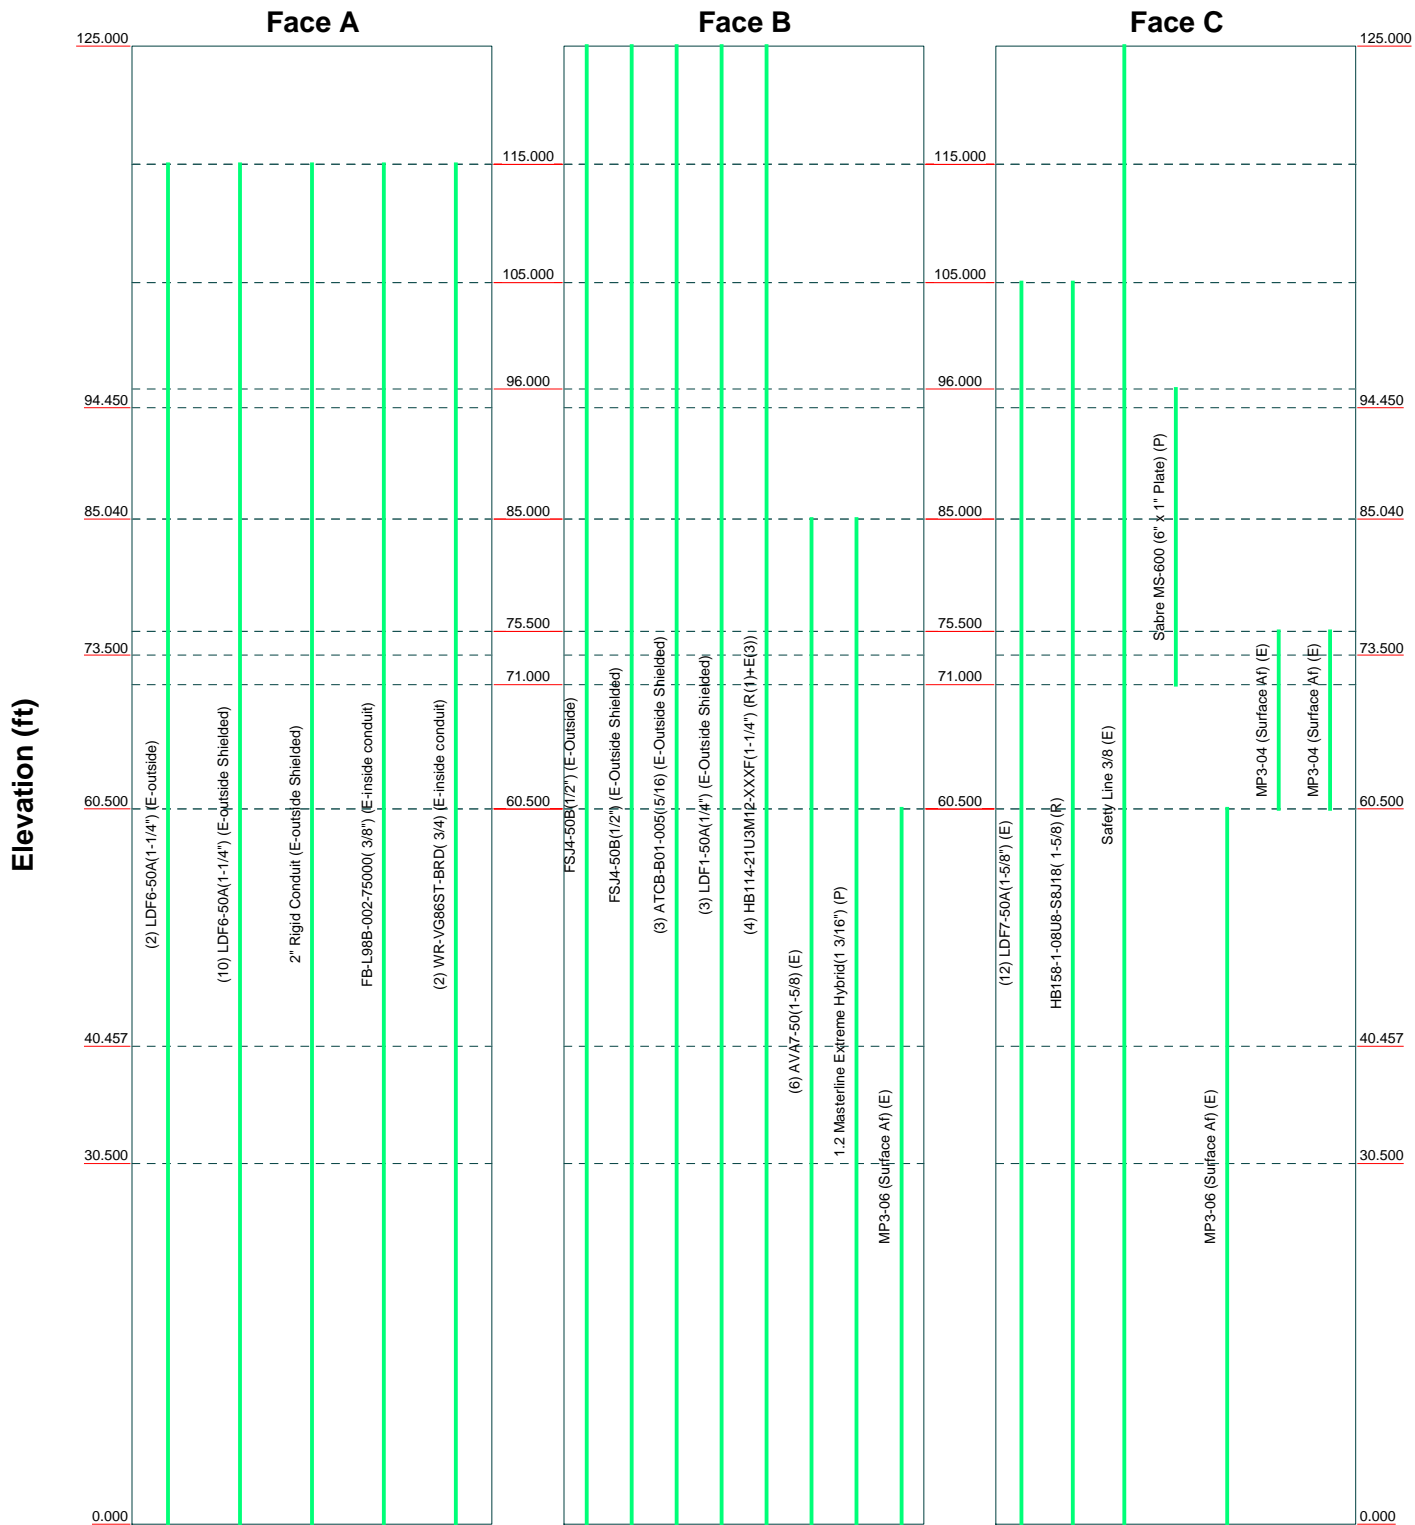 Face A
Face B
Face C
Elevation (ft)
125.000
125.000
115.000
115.000
105.000
105.000
96.000
96.000
94.450
94.450
85.040
85.000
85.000
85.040
75.500
75.500
73.500
73.500
71.000
71.000
60.500
60.500
60.500
60.500
40.457
40.457
30.500
30.500
0.000
0.000
(2) LDF6-50A(1-1/4") (E-outside)
(10) LDF6-50A(1-1/4") (E-outside Shielded)
2" Rigid Conduit (E-outside Shielded)
FB-L98B-002-75000( 3/8") (E-inside conduit)
(2) WR-VG86ST-BRD( 3/4) (E-inside conduit)
FSJ4-50B(1/2") (E-Outside)
FSJ4-50B(1/2") (E-Outside Shielded)
(3) ATCB-B01-005(5/16) (E-Outside Shielded)
(3) LDF1-50A(1/4") (E-Outside Shielded)
(4) HB114-21U3M12-XXXF(1-1/4") (R(1)+E(3))
(6) AVA7-50(1-5/8) (E)
1.2 Masterline Extreme Hybrid(1 3/16") (P)
MP3-06 (Surface Af) (E)
(12) LDF7-50A(1-5/8") (E)
HB158-1-08U8-S8J18( 1-5/8) (R)
Safety Line 3/8 (E)
Sabre MS-600 (6" x 1" Plate) (P)
MP3-06 (Surface Af) (E)
MP3-04 (Surface Af) (E)
MP3-04 (Surface Af) (E)